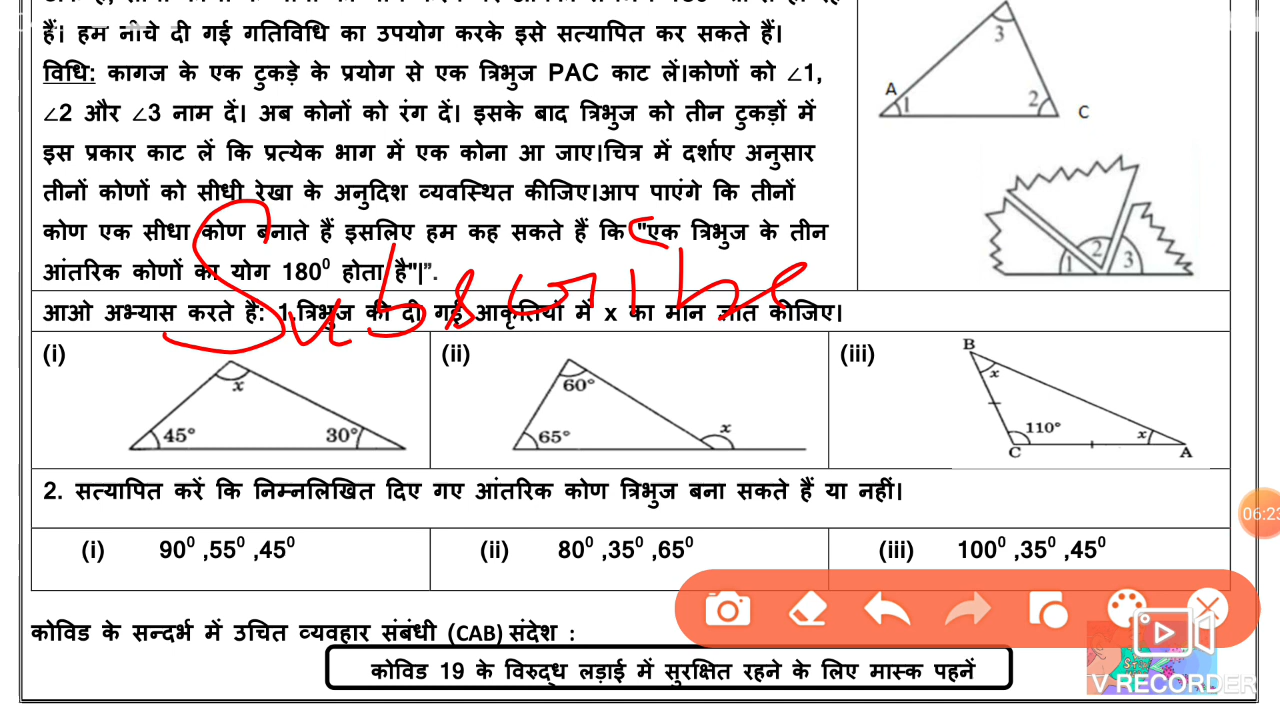 हैं। हम नीचे दी गई गतिविधि का उपयोग करके इसे सत्यापित कर सकते हैं।
विधि: कागज के एक टुकड़े के प्रयोग से एक त्रिभुज PAC काट लें।कोणों को ∠1,
∠2 और ∠3 नाम दें। अब कोनों को रंग दें। इसके बाद त्रिभुज को तीन टुकड़ों में
इस प्रकार काट लें कि प्रत्येक भाग में एक कोना आ जाए।चित्र में दर्शाए अनुसार
तीनों कोणों को सीधी रेखा के अनुदिश व्यवस्थित कीजिए।आप पाएंगे कि तीनों
कोण एक सीधा कोण बनाते हैं इसलिए हम कह सकते हैं कि "एक त्रिभुज के तीन
आंतरिक कोणों का योग 180⁰ होता है"|”.
3
A
1
2
C
1
2
3
Subscribe
आओ अभ्यास करते हैं: 1.त्रिभुज की दी गई आकृतियों में x का मान ज्ञात कीजिए।
(i)
x
45°
30°
(ii)
60°
65°
x
(iii)
B
x
110°
x
C
A
2. सत्यापित करें कि निम्नलिखित दिए गए आंतरिक कोण त्रिभुज बना सकते हैं या नहीं।
(i) 90⁰ ,55⁰ ,45⁰
(ii) 80⁰ ,35⁰ ,65⁰
(iii) 100⁰ ,35⁰ ,45⁰
06:23
कोविड के सन्दर्भ में उचित व्यवहार संबंधी (CAB) संदेश :
कोविड 19 के विरुद्ध लड़ाई में सुरक्षित रहने के लिए मास्क पहनें
V RECORDER